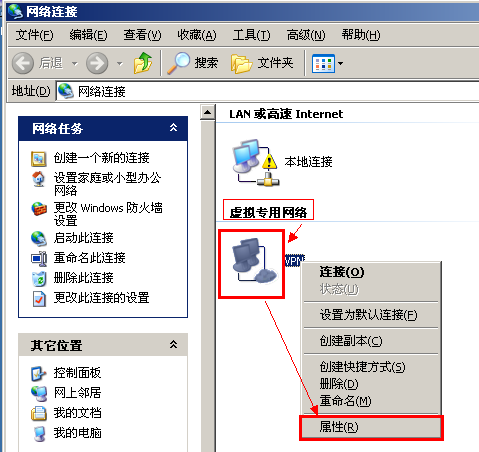 网络连接
文件(F) 编辑(E) 查看(V) 收藏(A) 工具(T) 高级(N) 帮助(H)
后退 搜索 文件夹
地址(D) 网络连接
网络任务
创建一个新的连接
设置家庭或小型办公
网络
更改 Windows 防火墙
设置
启动此连接
重命名此连接
删除此连接
更改此连接的设置
其它位置
控制面板
网上邻居
我的文档
我的电脑
LAN 或高速 Internet
本地连接
虚拟专用网络
VPN
连接(O)
状态(U)
设置为默认连接(F)
创建副本(C)
创建快捷方式(S)
删除(D)
重命名(M)
属性(R)